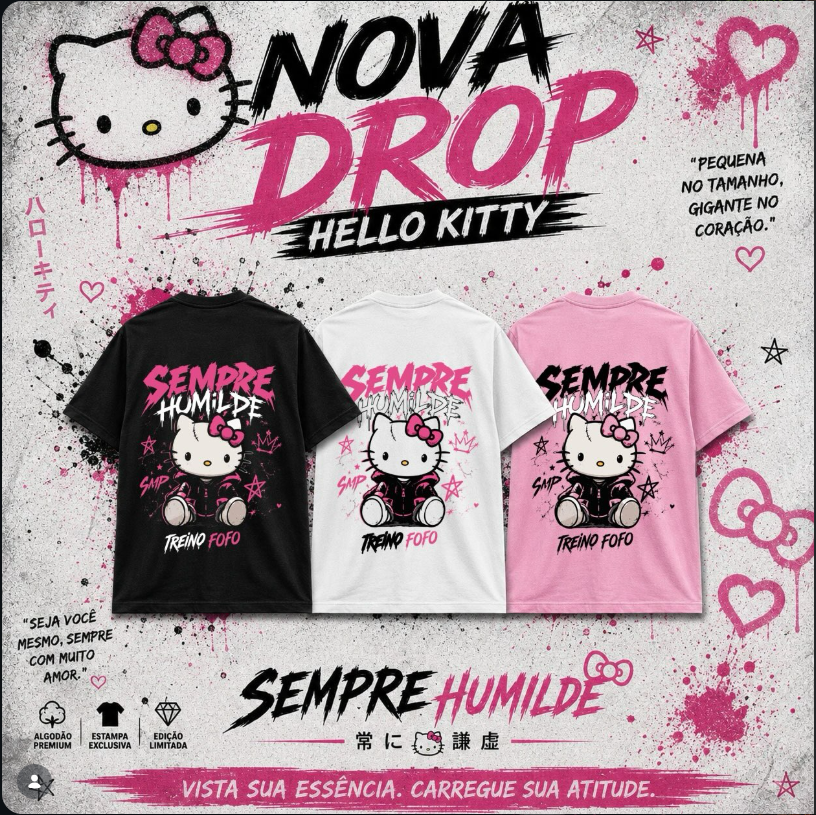 NOVA
DROP
HELLO KITTY
"PEQUENA
NO TAMANHO,
GIGANTE NO
CORAÇÃO."
ハローキティ
SEMPRE
HUMILDE
SMP
TREINO FOFO
SEMPRE
HUMILDE
SMP
TREINO FOFO
SEMPRE
HUMILDE
SMP
TREINO FOFO
"SEJA VOCÊ
MESMO, SEMPRE
COM MUITO
AMOR."
ALGODÃO
PREMIUM
ESTAMPA
EXCLUSIVA
EDIÇÃO
LIMITADA
SEMPRE HUMILDE
常に 謙虚
VISTA SUA ESSÊNCIA. CARREGUE SUA ATITUDE.